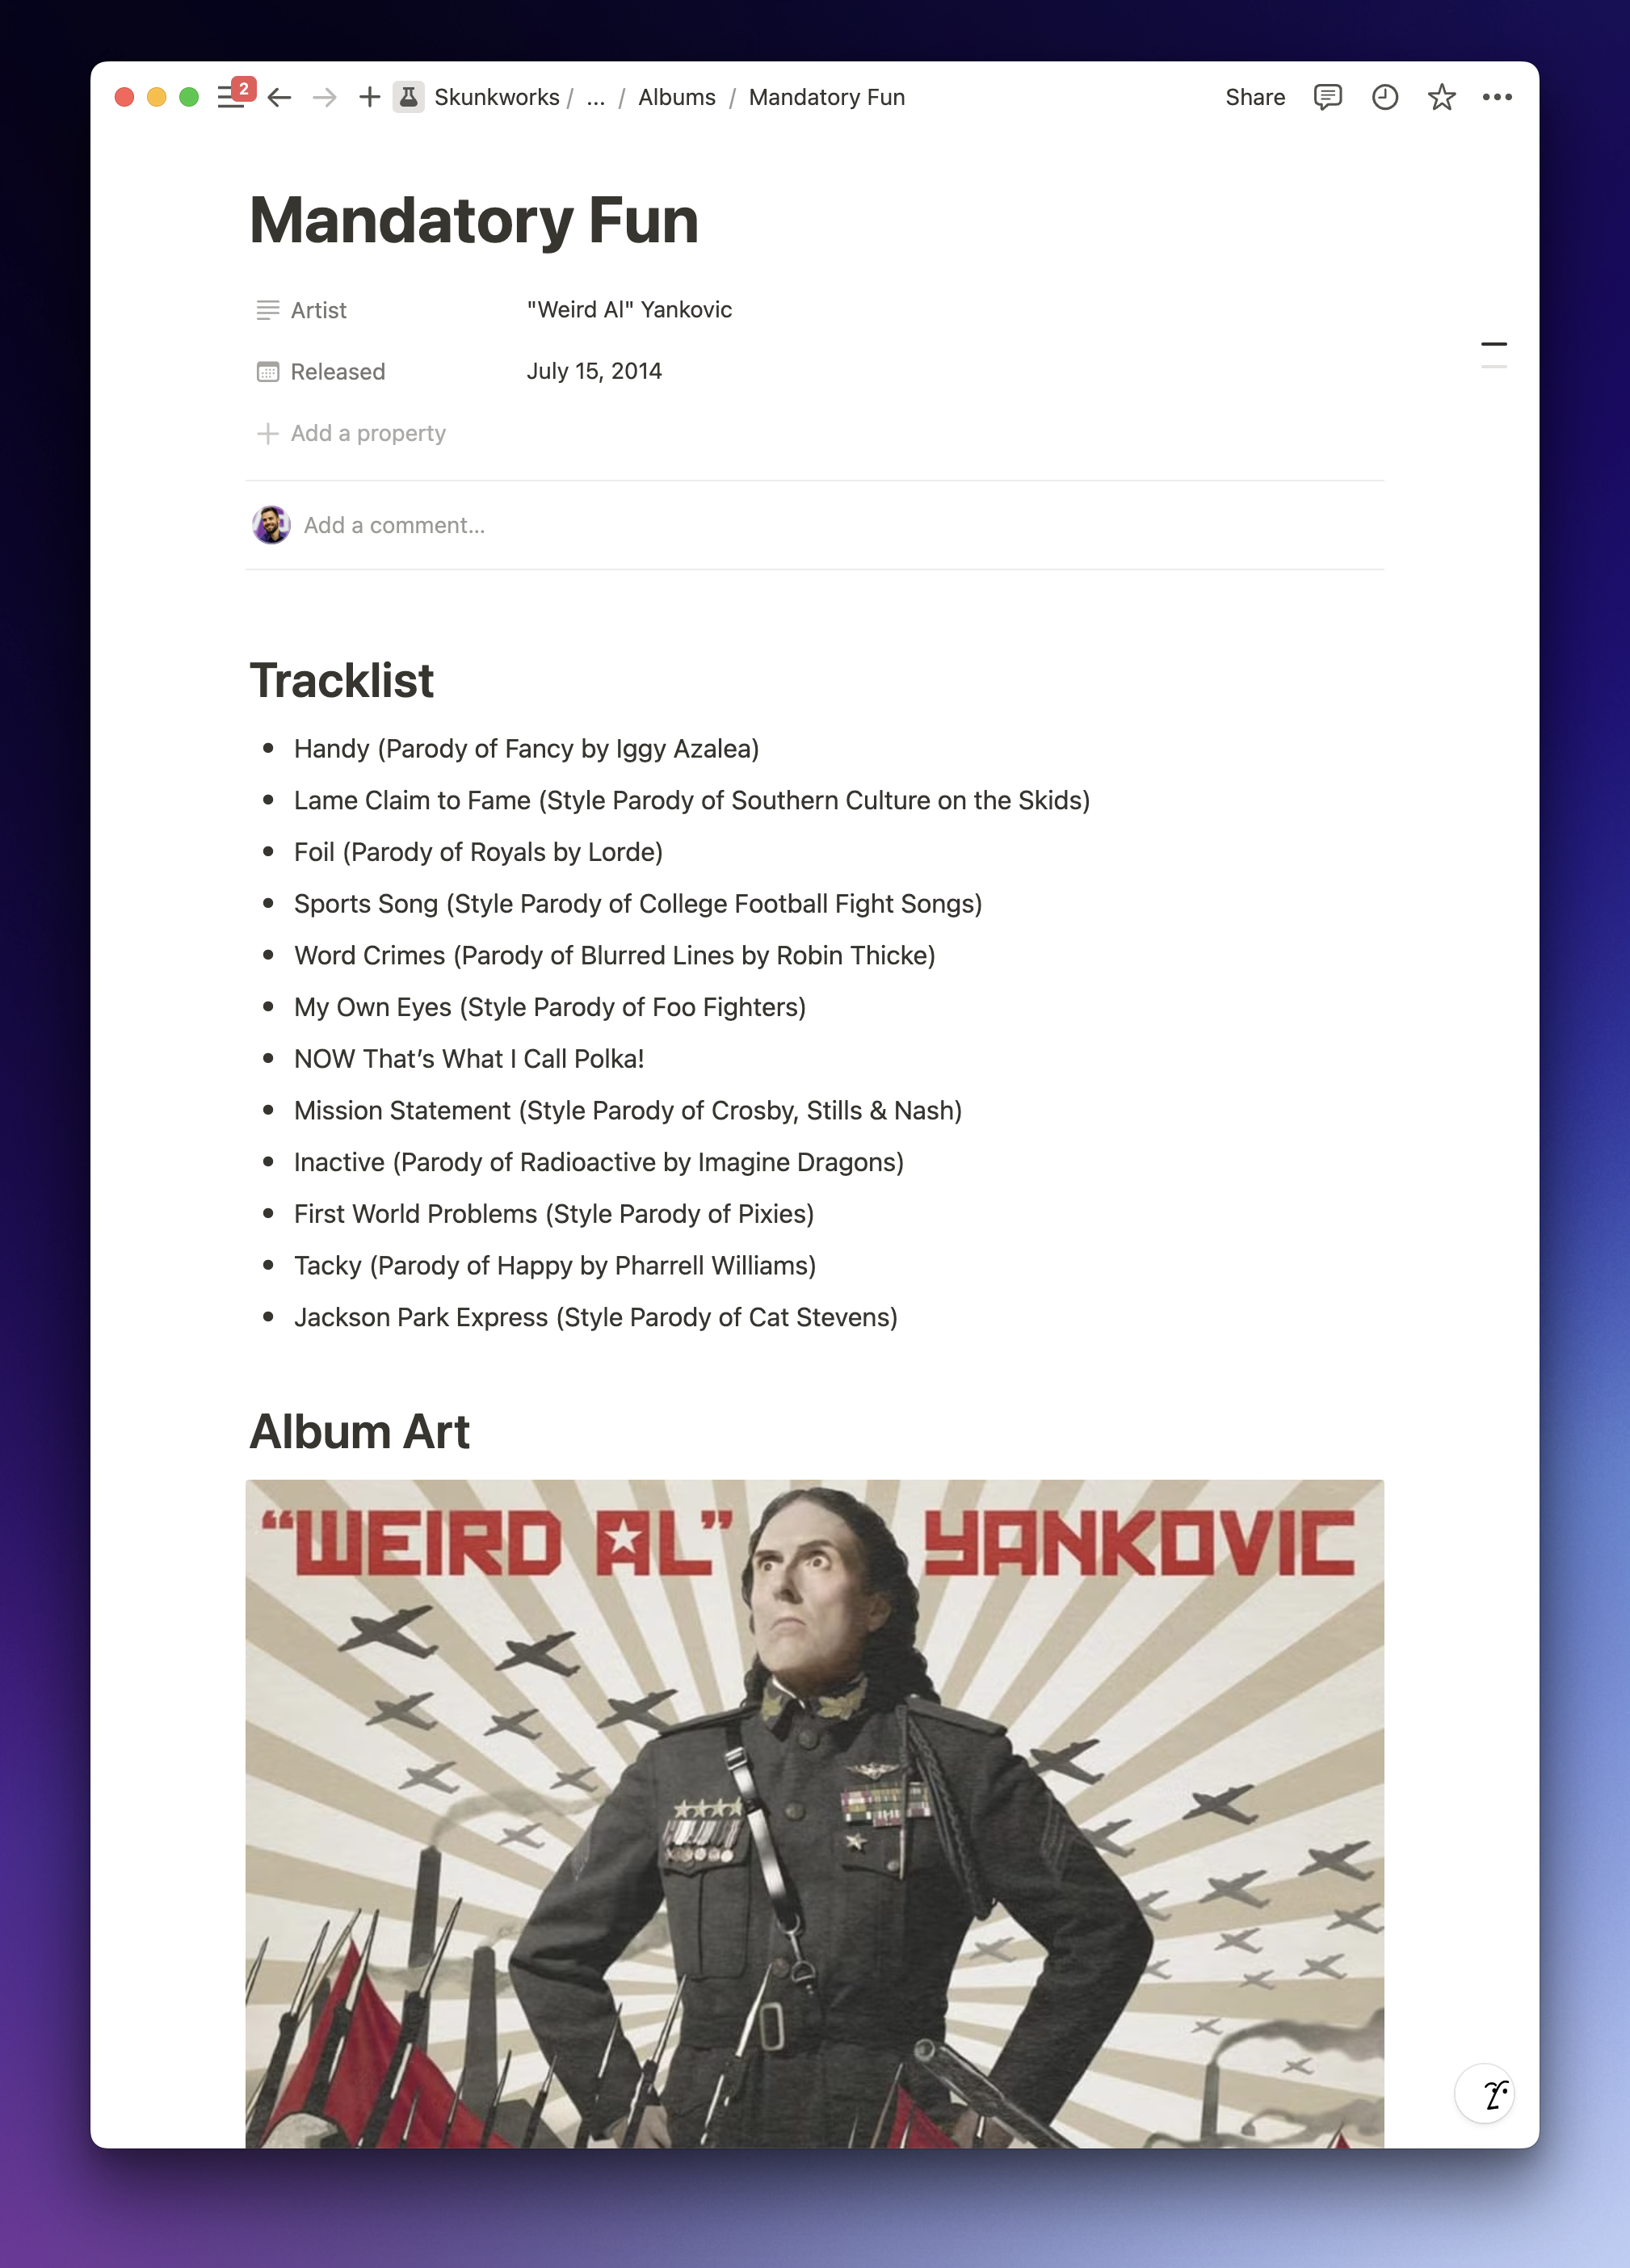 2
Skunkworks / ... / Albums / Mandatory Fun
Share
Mandatory Fun
Artist "Weird Al" Yankovic
Released July 15, 2014
Add a property
Add a comment...
Tracklist
• Handy (Parody of Fancy by Iggy Azalea)
• Lame Claim to Fame (Style Parody of Southern Culture on the Skids)
• Foil (Parody of Royals by Lorde)
• Sports Song (Style Parody of College Football Fight Songs)
• Word Crimes (Parody of Blurred Lines by Robin Thicke)
• My Own Eyes (Style Parody of Foo Fighters)
• NOW That’s What I Call Polka!
• Mission Statement (Style Parody of Crosby, Stills & Nash)
• Inactive (Parody of Radioactive by Imagine Dragons)
• First World Problems (Style Parody of Pixies)
• Tacky (Parody of Happy by Pharrell Williams)
• Jackson Park Express (Style Parody of Cat Stevens)
Album Art
“WEIRD AL” YANKOVIC